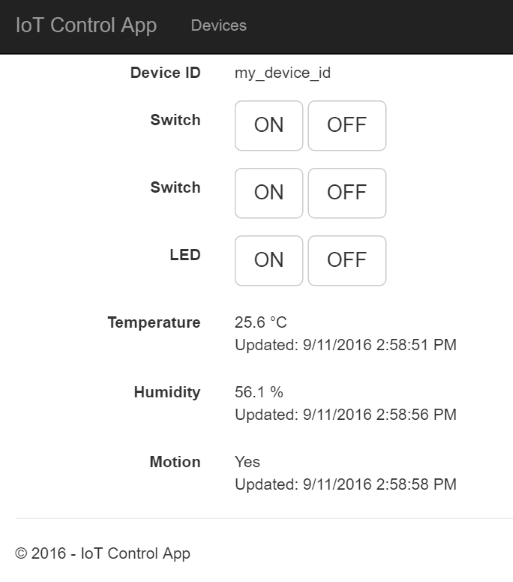 IoT Control App Devices
Device ID my_device_id
Switch ON OFF
Switch ON OFF
LED ON OFF
Temperature 25.6 °C
Updated: 9/11/2016 2:58:51 PM
Humidity 56.1 %
Updated: 9/11/2016 2:58:56 PM
Motion Yes
Updated: 9/11/2016 2:58:58 PM
© 2016 - IoT Control App